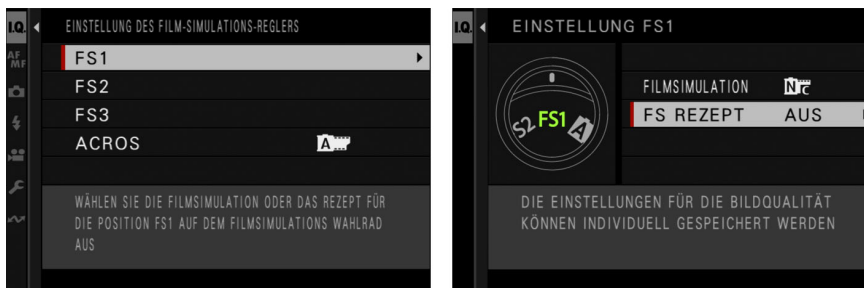 I.Q.
EINSTELLUNG DES FILM-SIMULATIONS-REGLERS
AF
MF
FS1
FS2
FS3
ACROS A
WÄHLEN SIE DIE FILMSIMULATION ODER DAS REZEPT FÜR
DIE POSITION FS1 AUF DEM FILMSIMULATIONS WAHLRAD
AUS
I.Q.
EINSTELLUNG FS1
S2 FS1 A
FILMSIMULATION Nc
FS REZEPT AUS
DIE EINSTELLUNGEN FÜR DIE BILDQUALITÄT
KÖNNEN INDIVIDUELL GESPEICHERT WERDEN